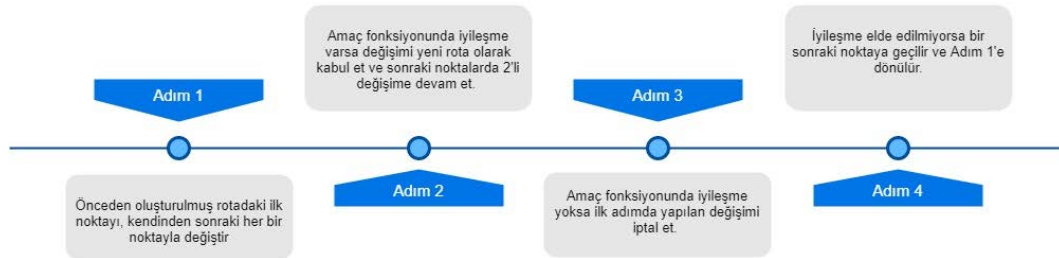 Adım 1
Önceden oluşturulmuş rotadaki ilk
noktayı, kendinden sonraki her bir
noktayla değiştir
Amaç fonksiyonunda iyileşme
varsa değişimi yeni rota olarak
kabul et ve sonraki noktalarda 2'li
değişime devam et.
Adım 2
Adım 3
Amaç fonksiyonunda iyileşme
yoksa ilk adımda yapılan değişimi
iptal et.
İyileşme elde edilmiyorsa bir
sonraki noktaya geçilir ve Adım 1'e
dönülür.
Adım 4